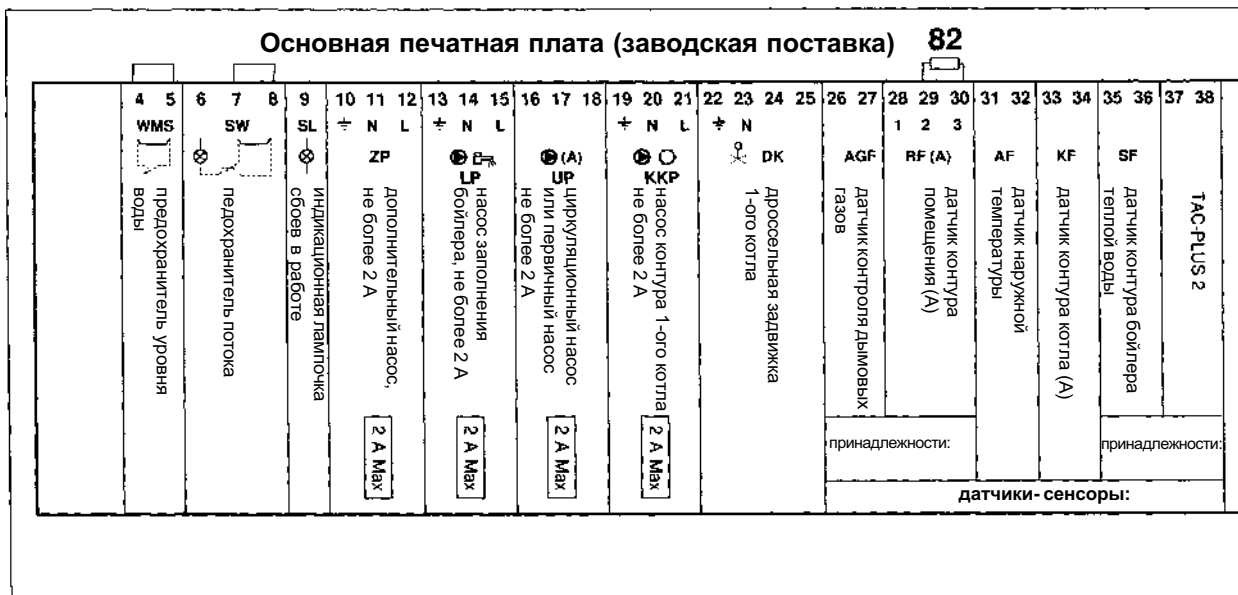 Основная печатная плата (заводская поставка) 82
4 5 6 7 8 9 10 11 12 13 14 15 16 17 18 19 20 21 22 23 24 25 26 27 28 29 30 31 32 33 34 35 36 37 38
WMS SW SL N L N L N L N 1 2 3
ZP (A) DK AGF RF (A) AF KF SF
LP UP KKP
предохранитель уровня
воды
педохранитель потока
индикационная лампочка
сбоев в работе
дополнительный насос,
не более 2 А
насос заполнения
бойлера, не более 2 А
циркуляционный насос
или первичный насос
не более 2 А
насос контура 1-ого котла
не более 2 А
дроссельная задвижка
1-ого котла
датчик контроля дымовых
газов
датчик контура
помещения (А)
датчик наружной
температуры
датчик контура котла (А)
датчик контура бойлера
теплой воды
TAC-PLUS 2
2 A Max
2 A Max
2 A Max
2 A Max
принадлежности:
принадлежности:
датчики- сенсоры: